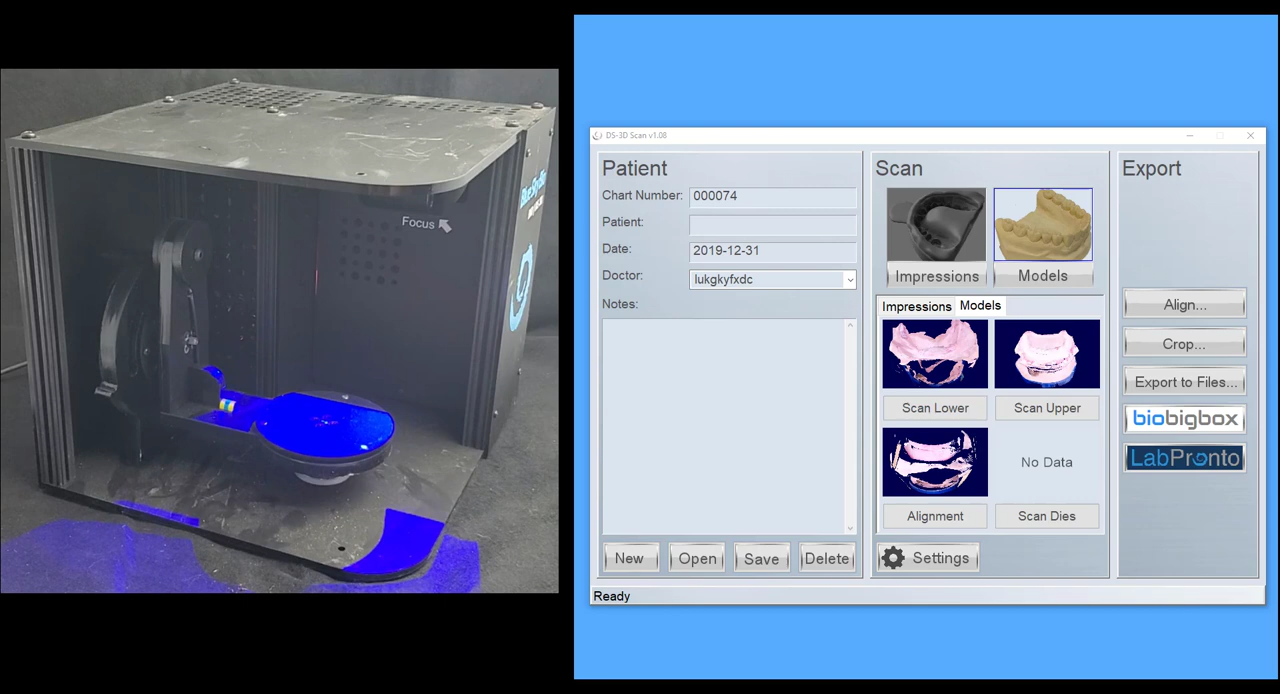 Focus
BlueSkyBio
DS-3D Scan v1.08
Patient
Chart Number: 000074
Patient:
Date: 2019-12-31
Doctor: lukgkyfxdc
Notes:
New Open Save Delete
Scan
Impressions Models
Impressions Models
Scan Lower Scan Upper
No Data
Alignment Scan Dies
Settings
Export
Align...
Crop...
Export to Files...
biobigbox
LabPronto
Ready